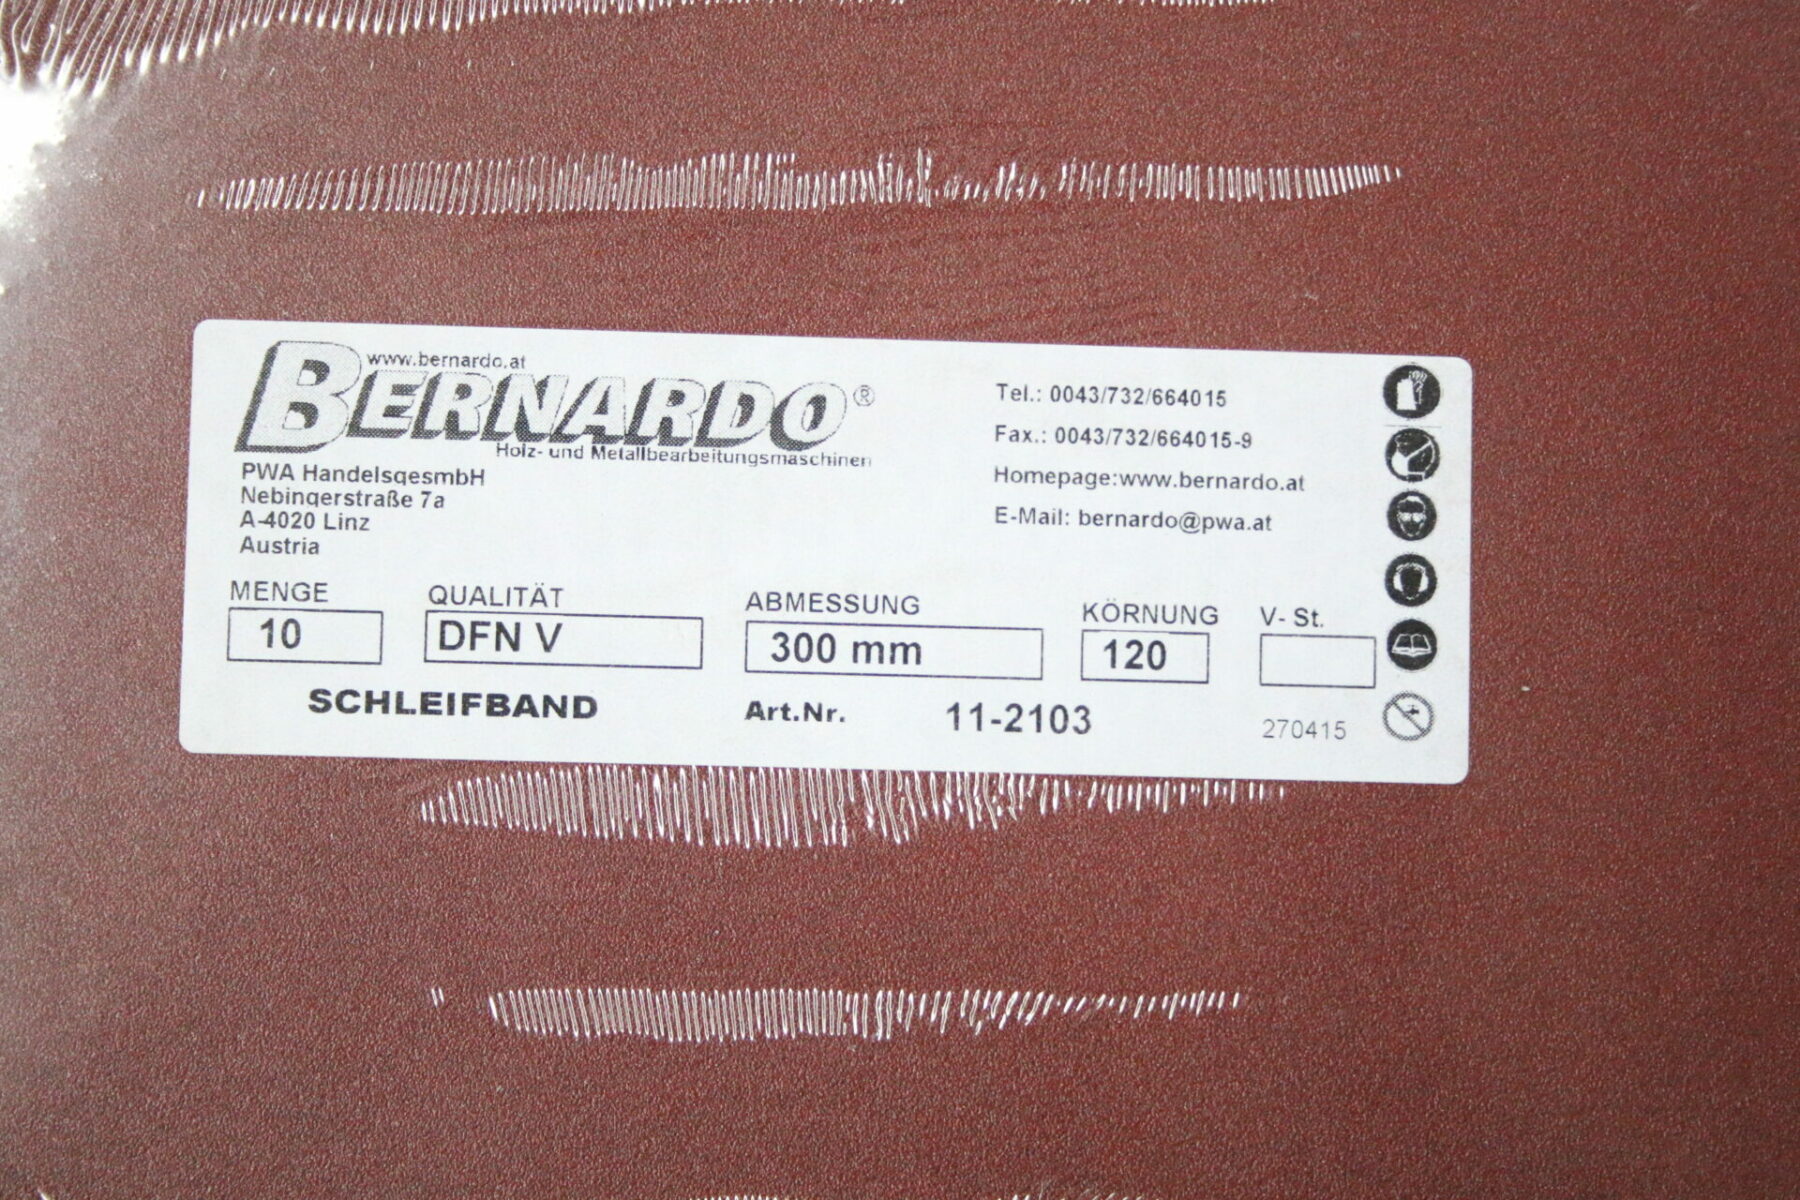 www.bernardo.at
BERNARDO®
Holz- und Metallbearbeitungsmaschinen
PWA HandelsgesmbH
Nebingerstraße 7a
A-4020 Linz
Austria
Tel.: 0043/732/664015
Fax.: 0043/732/664015-9
Homepage:www.bernardo.at
E-Mail: bernardo@pwa.at
MENGE QUALITÄT ABMESSUNG KÖRNUNG V- St.
10 DFN V 300 mm 120
SCHLEIFBAND Art.Nr. 11-2103 270415